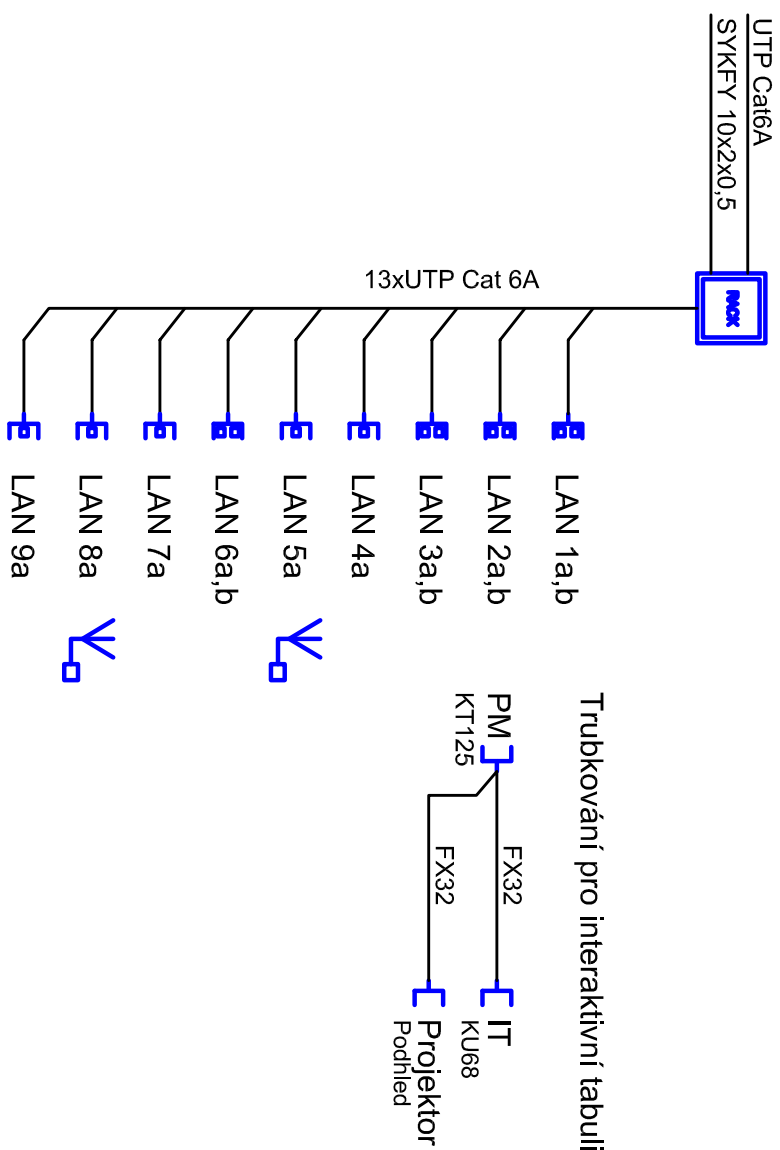 UTP Cat6A
SYKFY 10x2x0,5
RACK
13xUTP Cat 6A
LAN 1a,b
LAN 2a,b
LAN 3a,b
LAN 4a
LAN 5a
LAN 6a,b
LAN 7a
LAN 8a
LAN 9a
Trubkování pro interaktivní tabuli
PM
KT125
FX32
FX32
IT
KU68
Projektor
Podhled